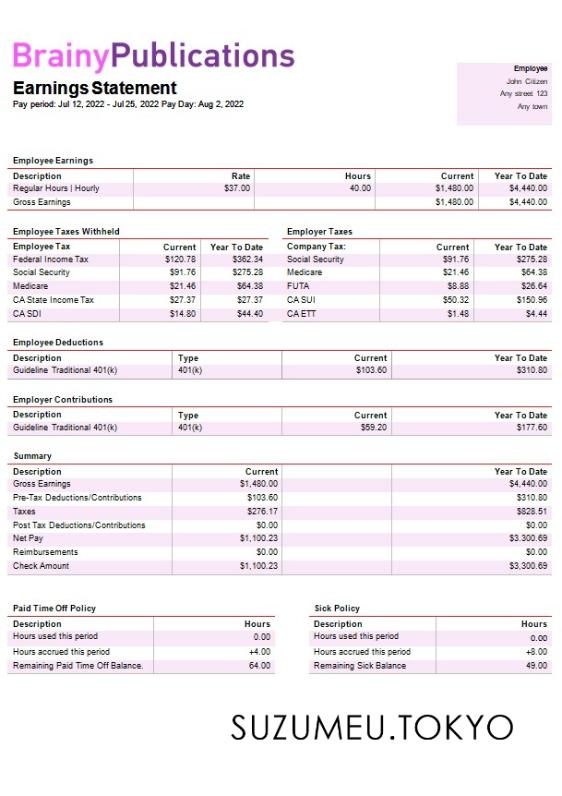 BrainyPublications
Earnings Statement
Pay period: Jul 12, 2022 - Jul 25, 2022 Pay Day: Aug 2, 2022
Employee
John Citizen
Any street 123
Any town
Employee Earnings
Description Rate Hours Current Year To Date
Regular Hours | Hourly $37.00 40.00 $1,480.00 $4,440.00
Gross Earnings $1,480.00 $4,440.00
Employee Taxes Withheld
Employee Tax Current Year To Date
Federal Income Tax $120.78 $362.34
Social Security $91.76 $275.28
Medicare $21.46 $64.38
CA State Income Tax $27.37 $27.37
CA SDI $14.80 $44.40
Employer Taxes
Company Tax: Current Year To Date
Social Security $91.76 $275.28
Medicare $21.46 $64.38
FUTA $8.88 $26.64
CA SUI $50.32 $150.96
CA ETT $1.48 $4.44
Employee Deductions
Description Type Current Year To Date
Guideline Traditional 401(k) 401(k) $103.60 $310.80
Employer Contributions
Description Type Current Year To Date
Guideline Traditional 401(k) 401(k) $59.20 $177.60
Summary
Description Current Year To Date
Gross Earnings $1,480.00 $4,440.00
Pre-Tax Deductions/Contributions $103.60 $310.80
Taxes $276.17 $828.51
Post Tax Deductions/Contributions $0.00 $0.00
Net Pay $1,100.23 $3.300.69
Reimbursements $0.00 $0.00
Check Amount $1,100.23 $3,300.69
Paid Time Off Policy
Description Hours
Hours used this period 0.00
Hours accrued this period +4.00
Remaining Paid Time Off Balance. 64.00
Sick Policy
Description Hours
Hours used this period 0.00
Hours accrued this period +8.00
Remaining Sick Balance 49.00
SUZUMEU.TOKYO